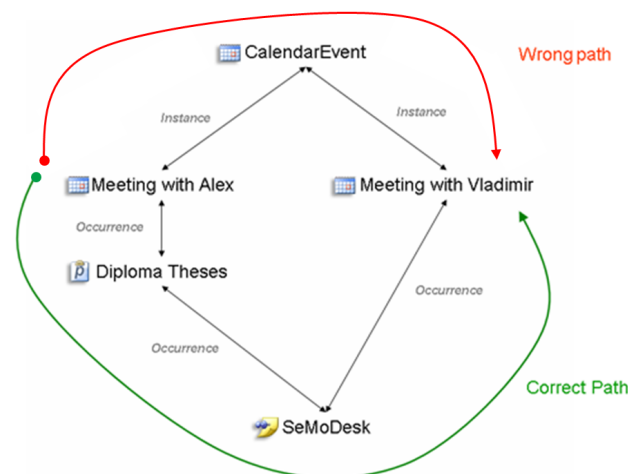 CalendarEvent
Wrong path
Instance
Instance
Meeting with Alex
Meeting with Vladimir
Occurrence
Diploma Theses
Occurrence
Occurrence
Correct Path
SeMoDesk